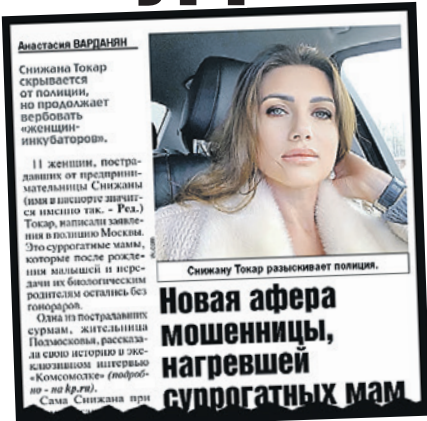 Анастасия ВАРДАНЯН
Снижана Токар
скрывается
от полиции,
но продолжает
вербовать
«женщин-
инкубаторов».
11 женщин, постра-
давших от предприни-
мательницы Снижаны
(имя в паспорте значит-
ся именно так. - Ред.)
Токар, написали заявле-
ния в полицию Москвы.
Это суррогатные мамы,
которые после рожде-
ния малышей и пере-
дачи их биологическим
родителям остались без
гонораров.
Одна из пострадавших
сурмам, жительница
Подмосковья, рассказа-
ла свою историю в экс-
клюзивном интервью
«Комсомолке» (подроб-
но - на kp.ru).
Сама Снижана при
Снижану Токар разыскивает полиция.
Новая афера
мошенницы,
нагревшей
суррогатных мам